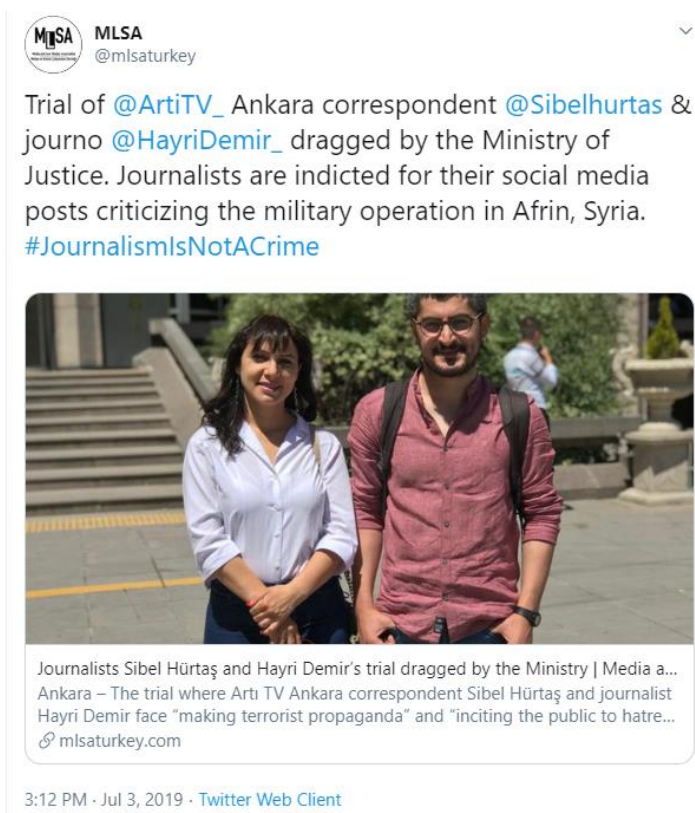 MLSA
MLSA
@mlsaturkey
Trial of @ArtiTV_ Ankara correspondent @Sibelhurtas &
journo @HayriDemir_ dragged by the Ministry of
Justice. Journalists are indicted for their social media
posts criticizing the military operation in Afrin, Syria.
#JournalismIsNotACrime
Journalists Sibel Hürtaş and Hayri Demir's trial dragged by the Ministry | Media a...
Ankara – The trial where Artı TV Ankara correspondent Sibel Hürtaş and journalist
Hayri Demir face “making terrorist propaganda” and “inciting the public to hatre...
mlsaturkey.com
3:12 PM · Jul 3, 2019 · Twitter Web Client